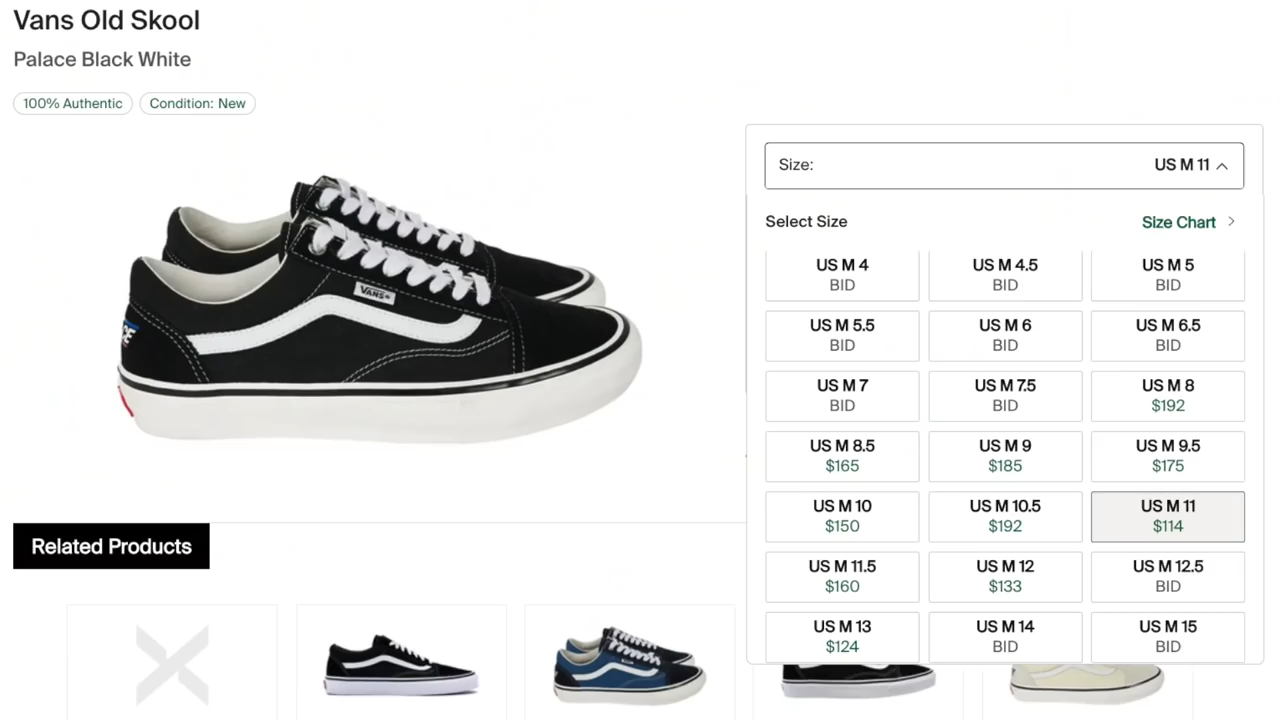 Vans Old Skool
Palace Black White
100% Authentic
Condition: New
VANS
Size:
US M 11
Select Size
Size Chart
US M 4
BID
US M 4.5
BID
US M 5
BID
US M 5.5
BID
US M 6
BID
US M 6.5
BID
US M 7
BID
US M 7.5
BID
US M 8
$192
US M 8.5
$165
US M 9
$185
US M 9.5
$175
US M 10
$150
US M 10.5
$192
US M 11
$114
US M 11.5
$160
US M 12
$133
US M 12.5
BID
US M 13
$124
US M 14
BID
US M 15
BID
Related Products